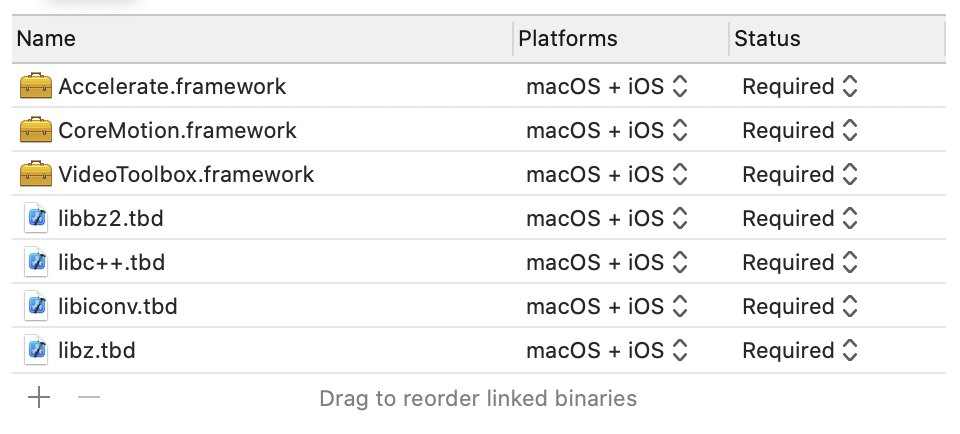 Name Platforms Status
Accelerate.framework macOS + iOS Required
CoreMotion.framework macOS + iOS Required
VideoToolbox.framework macOS + iOS Required
libbz2.tbd macOS + iOS Required
libc++.tbd macOS + iOS Required
libiconv.tbd macOS + iOS Required
libz.tbd macOS + iOS Required
Drag to reorder linked binaries